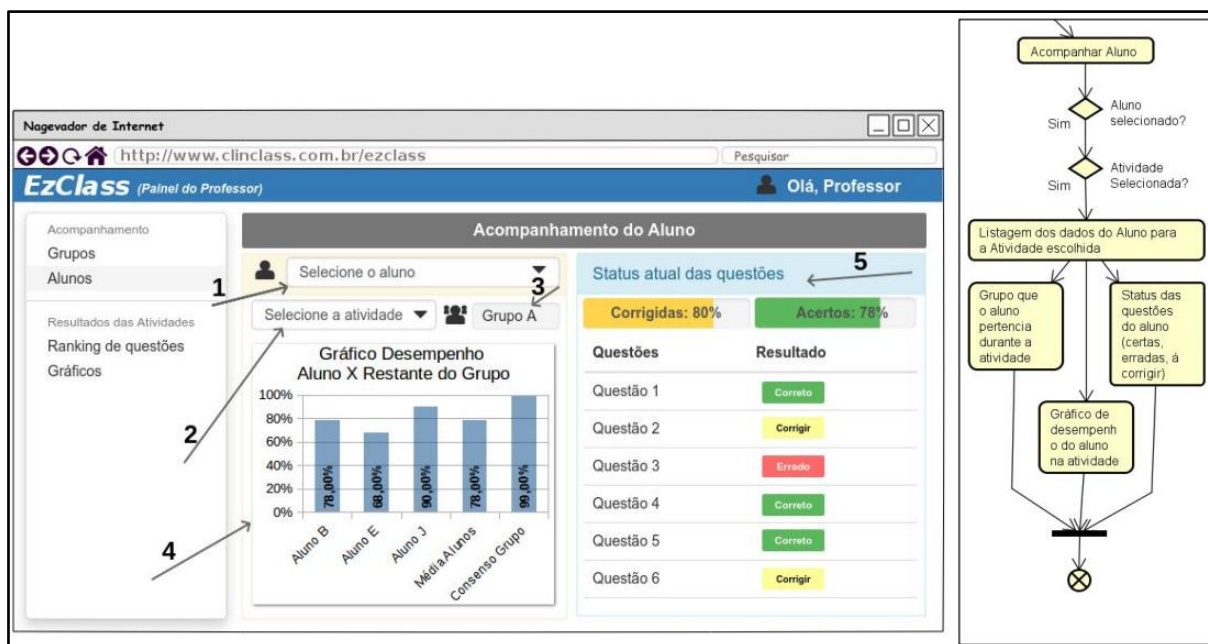 Nagevador de Internet
http://www.clinclass.com.br/ezclass
Pesquisar
EzClass (Painel do Professor)
Olá, Professor
Acompanhamento
Grupos
Alunos
Resultados das Atividades
Ranking de questões
Gráficos
Acompanhamento do Aluno
1
Selecione o aluno
3
2
Selecione a atividade
Grupo A
4
Gráfico Desempenho
Aluno X Restante do Grupo
100%
80%
60%
40%
20%
0%
78,00%
68,00%
90,00%
78,00%
99,00%
Aluno B
Aluno E
Aluno J
Média Alunos
Consenso Grupo
Status atual das questões
5
Corrigidas: 80%
Acertos: 78%
Questões Resultado
Questão 1 Correto
Questão 2 Corrigir
Questão 3 Errado
Questão 4 Correto
Questão 5 Correto
Questão 6 Corrigir
Acompanhar Aluno
Aluno
selecionado?
Sim
Atividade
Selecionada?
Sim
Listagem dos dados do Aluno para
a Atividade escolhida
Grupo que
o aluno
pertencia
durante a
atividade
Status das
questões
do aluno
(certas,
erradas, á
corrigir)
Gráfico de
desempenh
o do aluno
na atividade